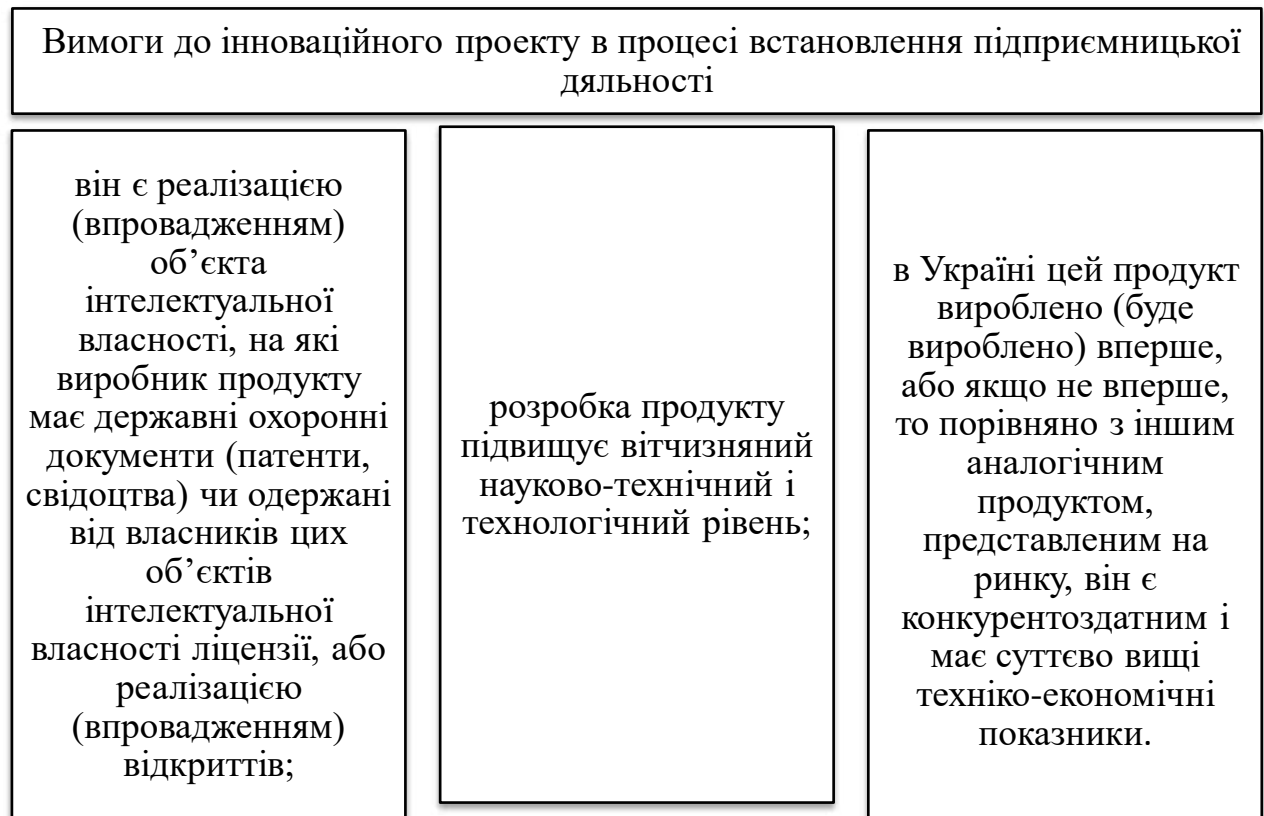 Вимоги до інноваційного проекту в процесі встановлення підприємницької
дяльності
він є реалізацією
(впровадженням)
об’єкта
інтелектуальної
власності, на які
виробник продукту
має державні охоронні
документи (патенти,
свідоцтва) чи одержані
від власників цих
об’єктів
інтелектуальної
власності ліцензії, або
реалізацією
(впровадженням)
відкриттів;
розробка продукту
підвищує вітчизняний
науково-технічний і
технологічний рівень;
в Україні цей продукт
вироблено (буде
вироблено) вперше,
або якщо не вперше,
то порівняно з іншим
аналогічним
продуктом,
представленим на
ринку, він є
конкурентоздатним і
має суттєво вищі
техніко-економічні
показники.